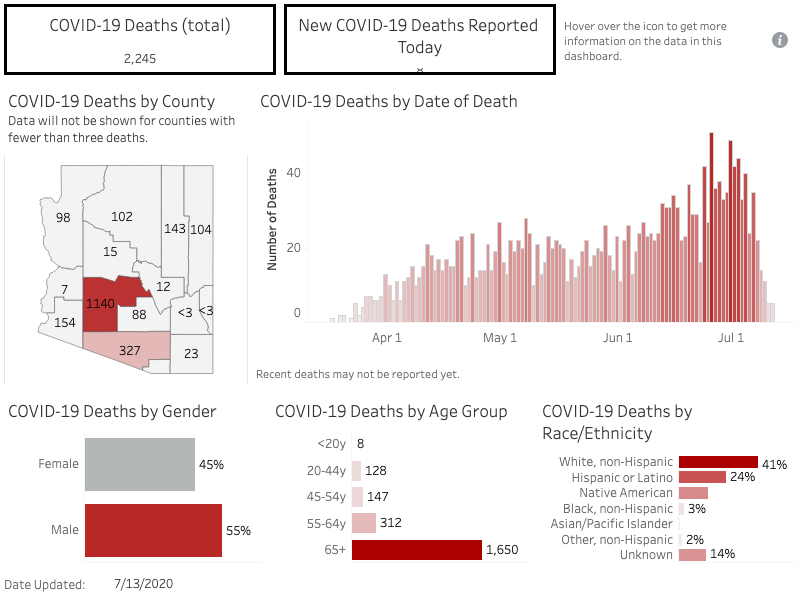 COVID-19 Deaths (total)
2,245
New COVID-19 Deaths Reported
Today
Hover over the icon to get more
information on the data in this
dashboard.
i
COVID-19 Deaths by County
Data will not be shown for counties with
fewer than three deaths.
98
102
143
104
15
7
12
1140
88
<3
<3
154
327
23
COVID-19 Deaths by Date of Death
Number of Deaths
40
20
0
Apr 1
May 1
Jun 1
Jul 1
Recent deaths may not be reported yet.
COVID-19 Deaths by Gender
Female
45%
Male
55%
COVID-19 Deaths by Age Group
<20y 8
20-44y 128
45-54y 147
55-64y 312
65+ 1,650
COVID-19 Deaths by
Race/Ethnicity
White, non-Hispanic 41%
Hispanic or Latino 24%
Native American
Black, non-Hispanic 3%
Asian/Pacific Islander
Other, non-Hispanic 2%
Unknown 14%
Date Updated: 7/13/2020